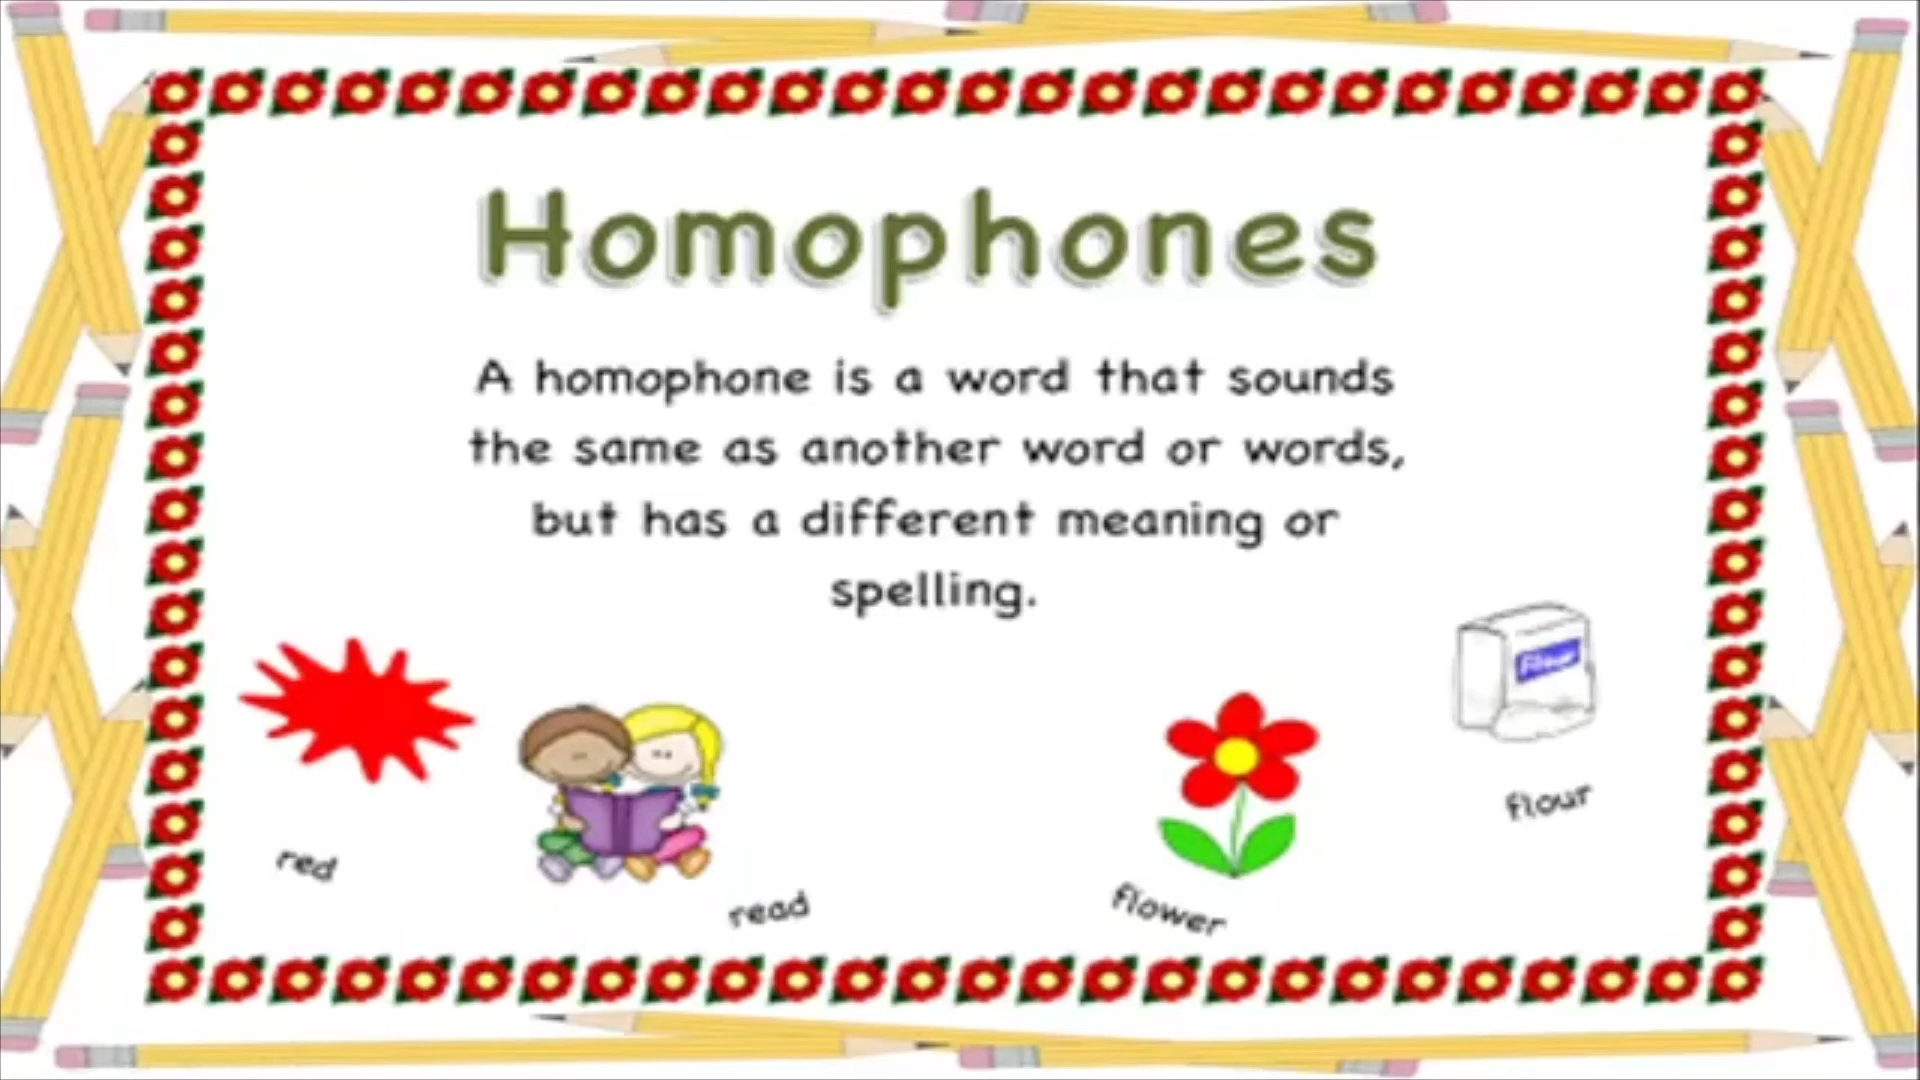 Homophones
A homophone is a word that sounds
the same as another word or words,
but has a different meaning or
spelling.
Flour
flour
red
read
flower